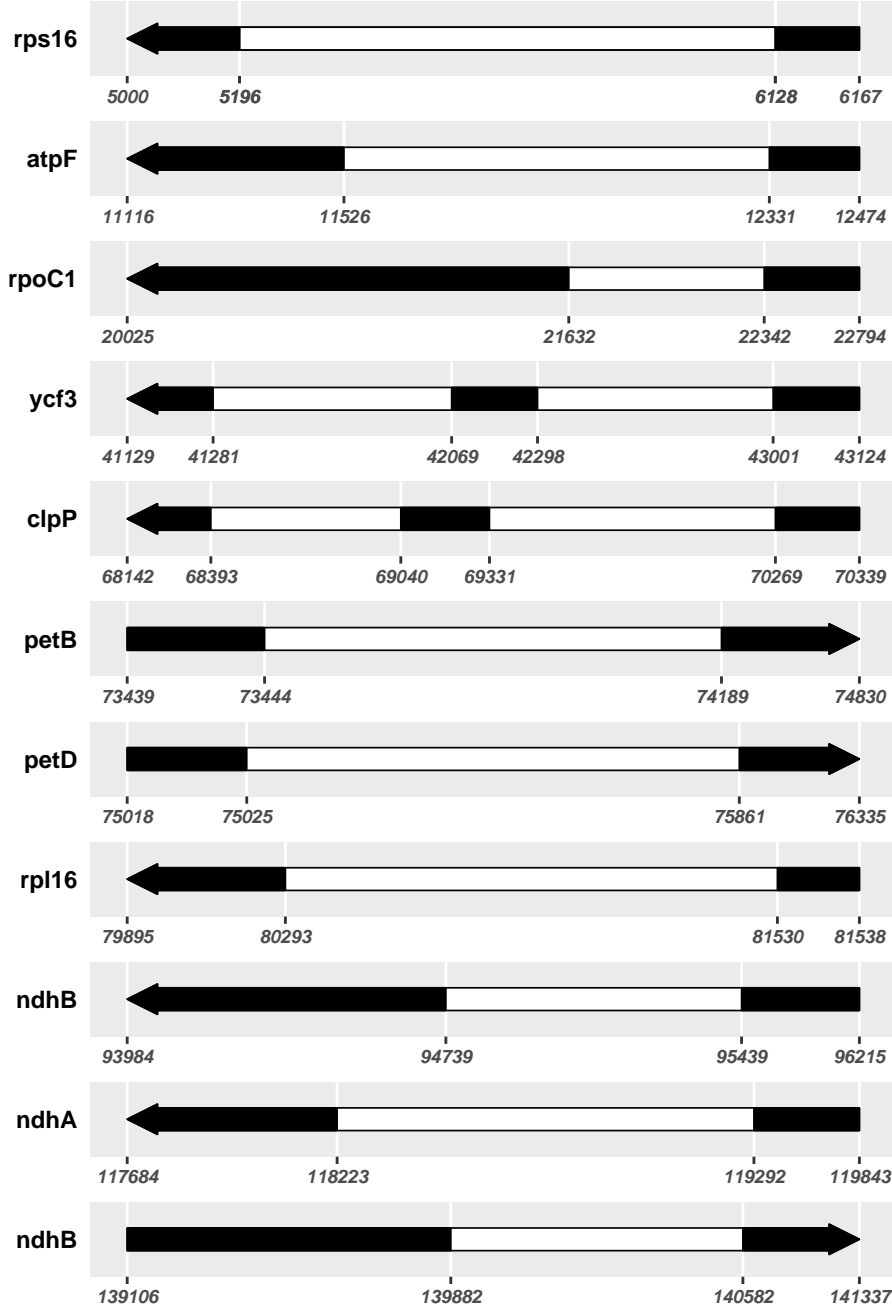 rps16
5000 5196 6128 6167
atpF
11116 11526 12331 12474
rpoC1
20025 21632 22342 22794
ycf3
41129 41281 42069 42298 43001 43124
clpP
68142 68393 69040 69331 70269 70339
petB
73439 73444 74189 74830
petD
75018 75025 75861 76335
rpl16
79895 80293 81530 81538
ndhB
93984 94739 95439 96215
ndhA
117684 118223 119292 119843
ndhB
139106 139882 140582 141337